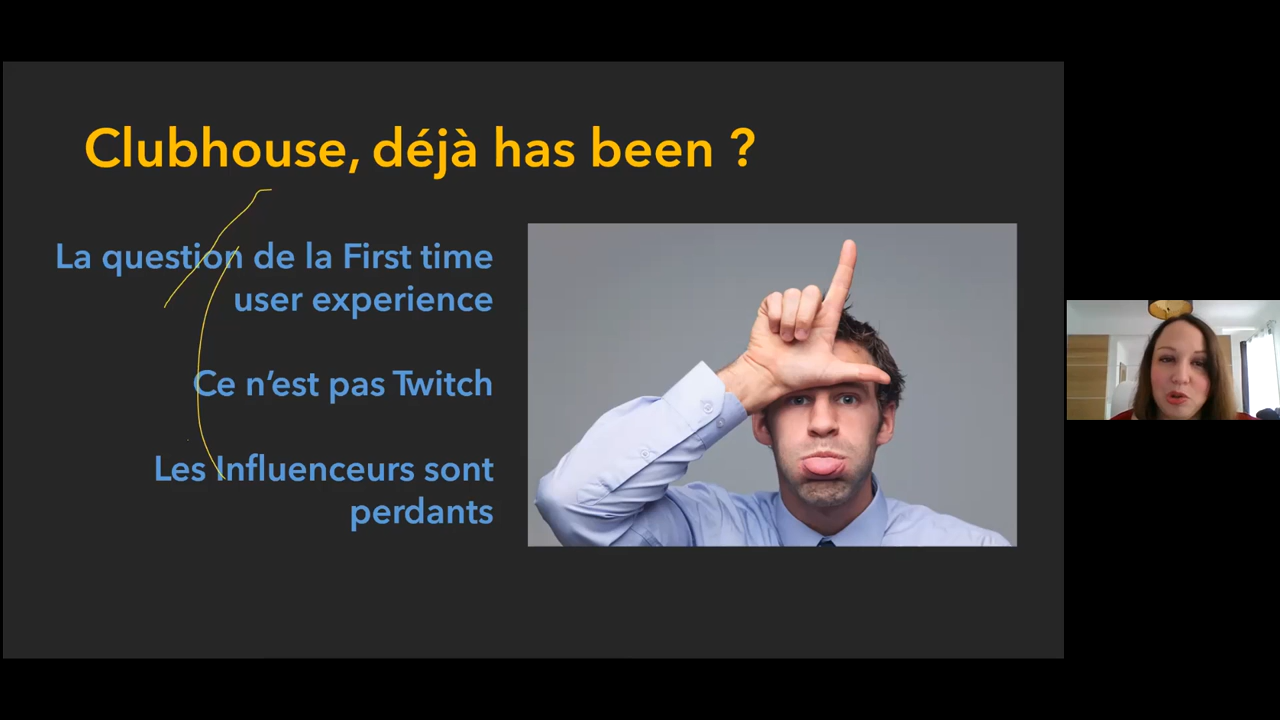 Clubhouse, déjà has been ?
La question de la First time
user experience
Ce n’est pas Twitch
Les Influenceurs sont
perdants